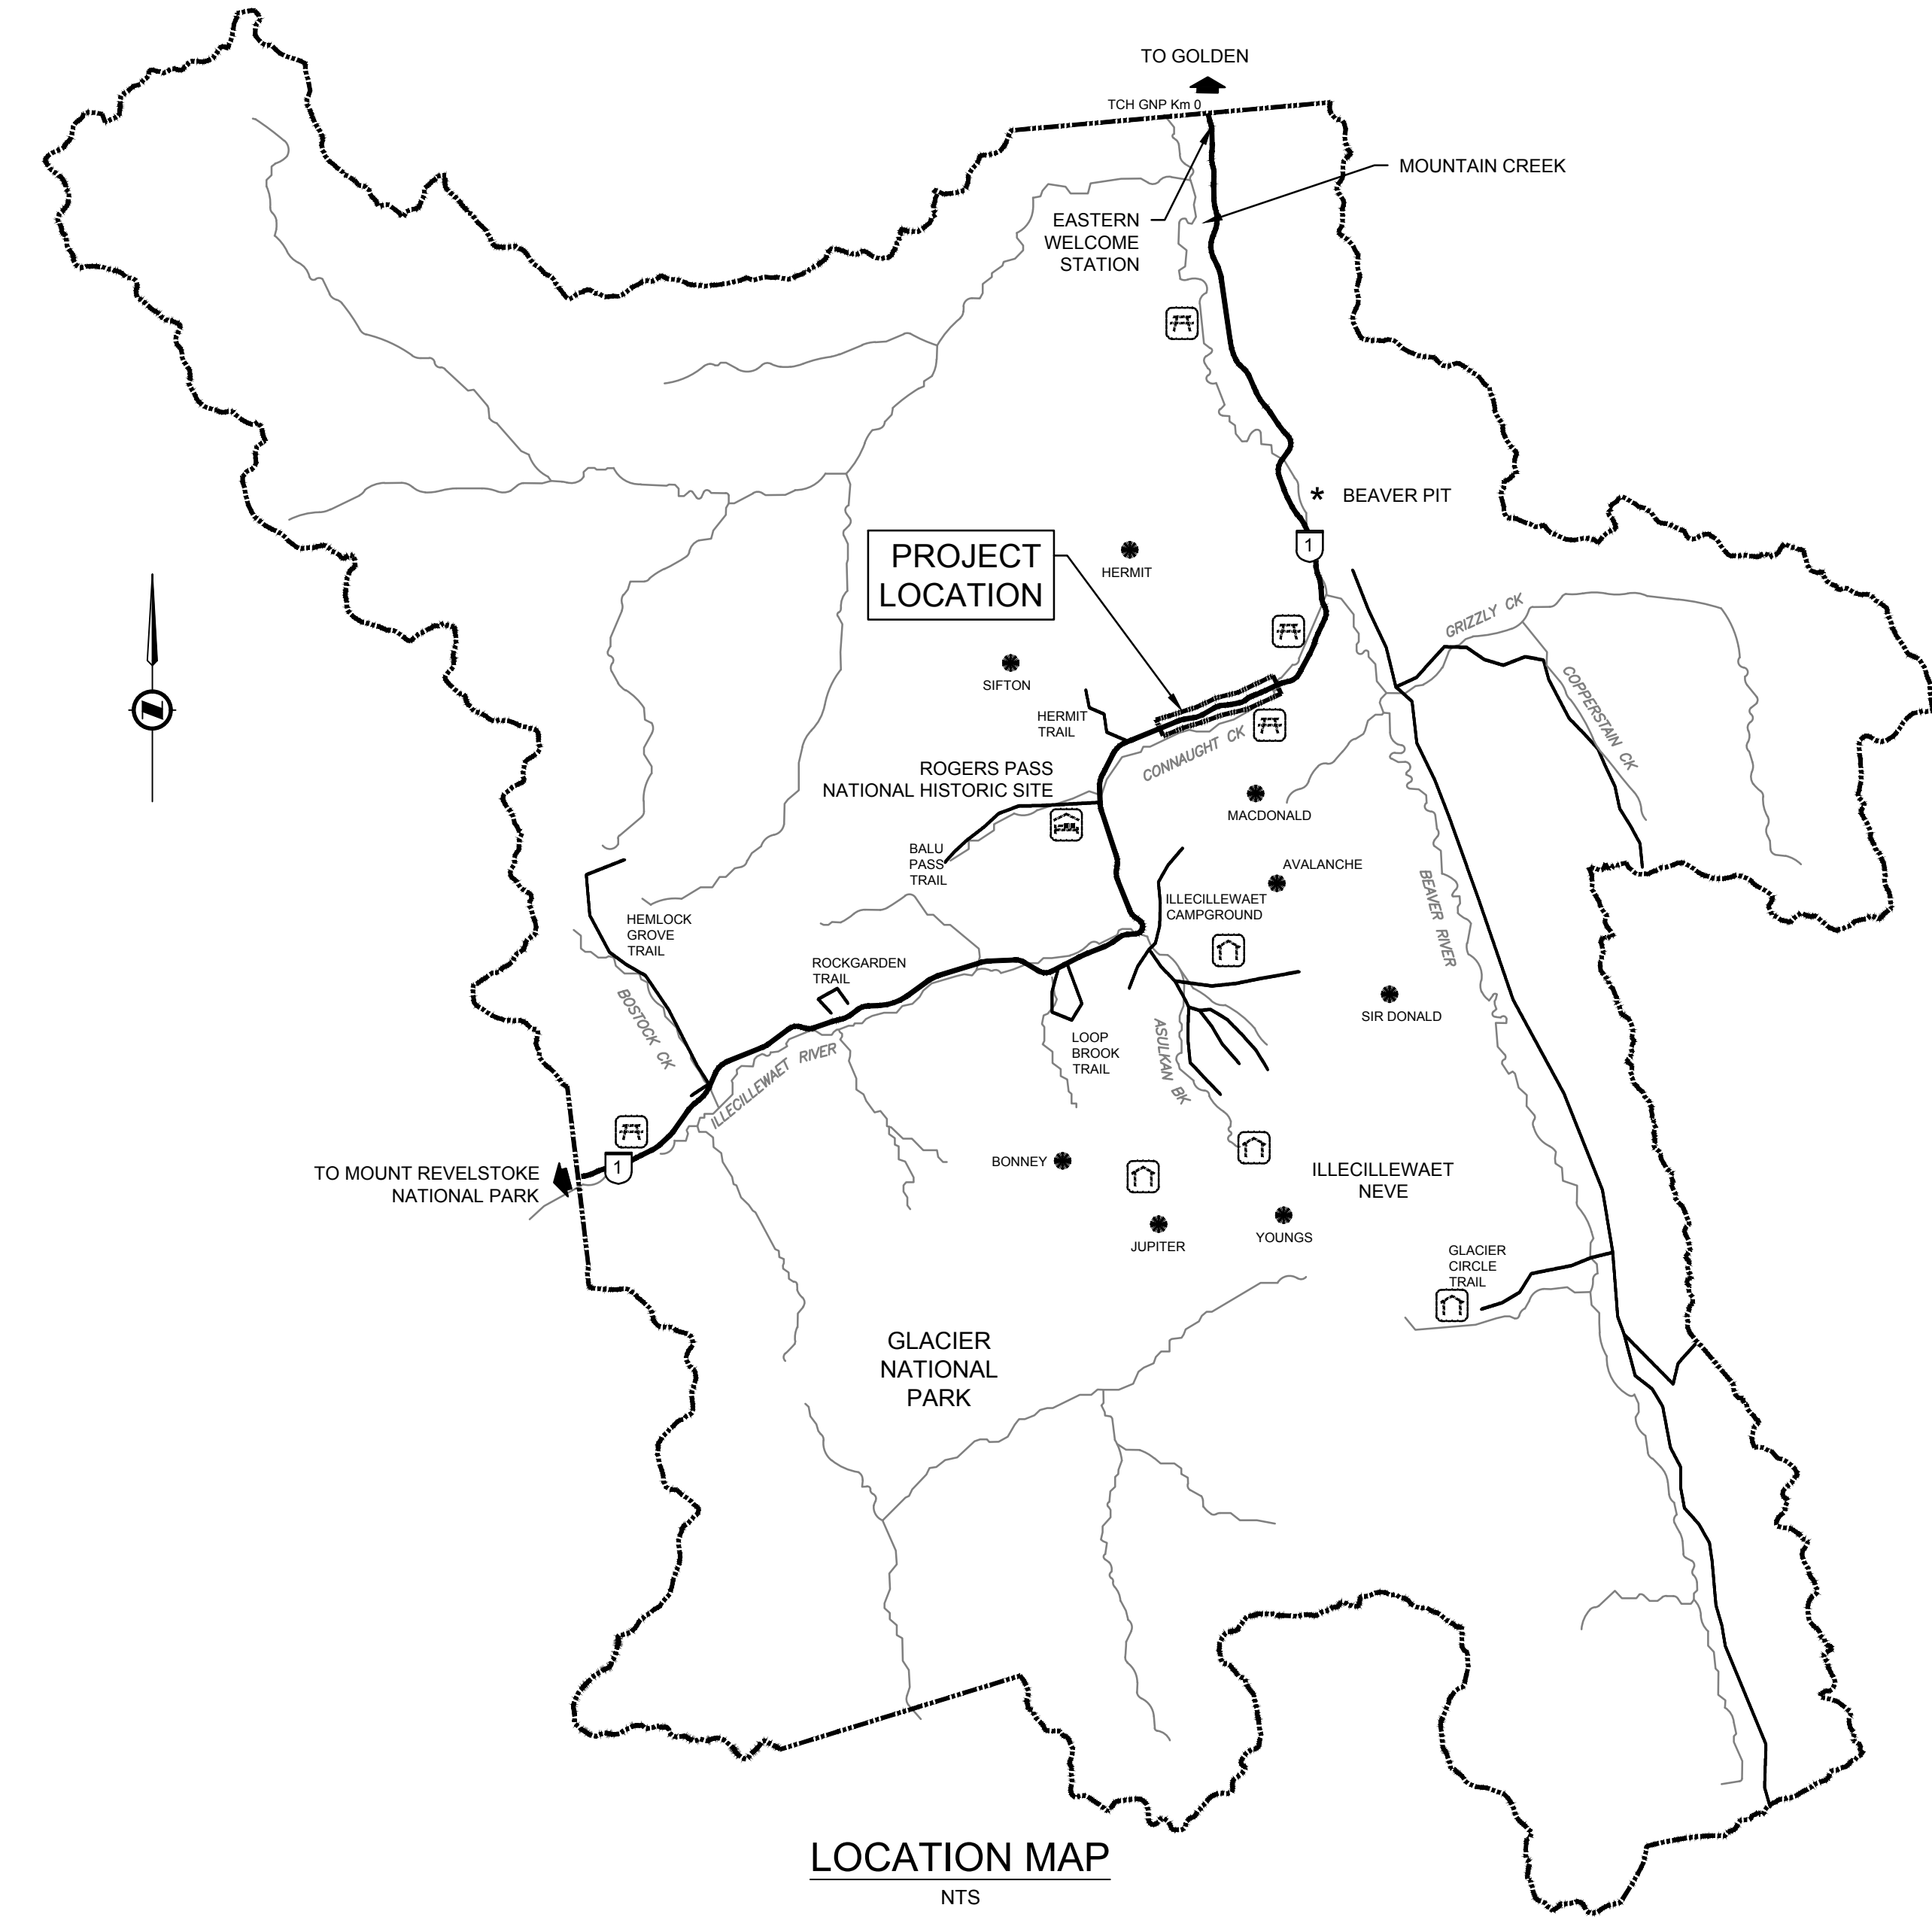 TO GOLDEN
TCH GNP Km 0
MOUNTAIN CREEK
EASTERN
WELCOME
STATION
BEAVER PIT
1
PROJECT
LOCATION
HERMIT
GRIZZLY CK
COPPERSTAIN CK
SIFTON
HERMIT
TRAIL
CONNAUGHT CK
ROGERS PASS
NATIONAL HISTORIC SITE
MACDONALD
BALU
PASS
TRAIL
AVALANCHE
ILLECILLEWAET
CAMPGROUND
BEAVER RIVER
HEMLOCK
GROVE
TRAIL
ROCKGARDEN
TRAIL
BOSTOCK CK
SIR DONALD
LOOP
BROOK
TRAIL
ASULKAN BK
ILLECILLEWAET RIVER
1
TO MOUNT REVELSTOKE
NATIONAL PARK
BONNEY
ILLECILLEWAET
NEVE
JUPITER
YOUNGS
GLACIER
CIRCLE
TRAIL
GLACIER
NATIONAL
PARK
LOCATION MAP
NTS